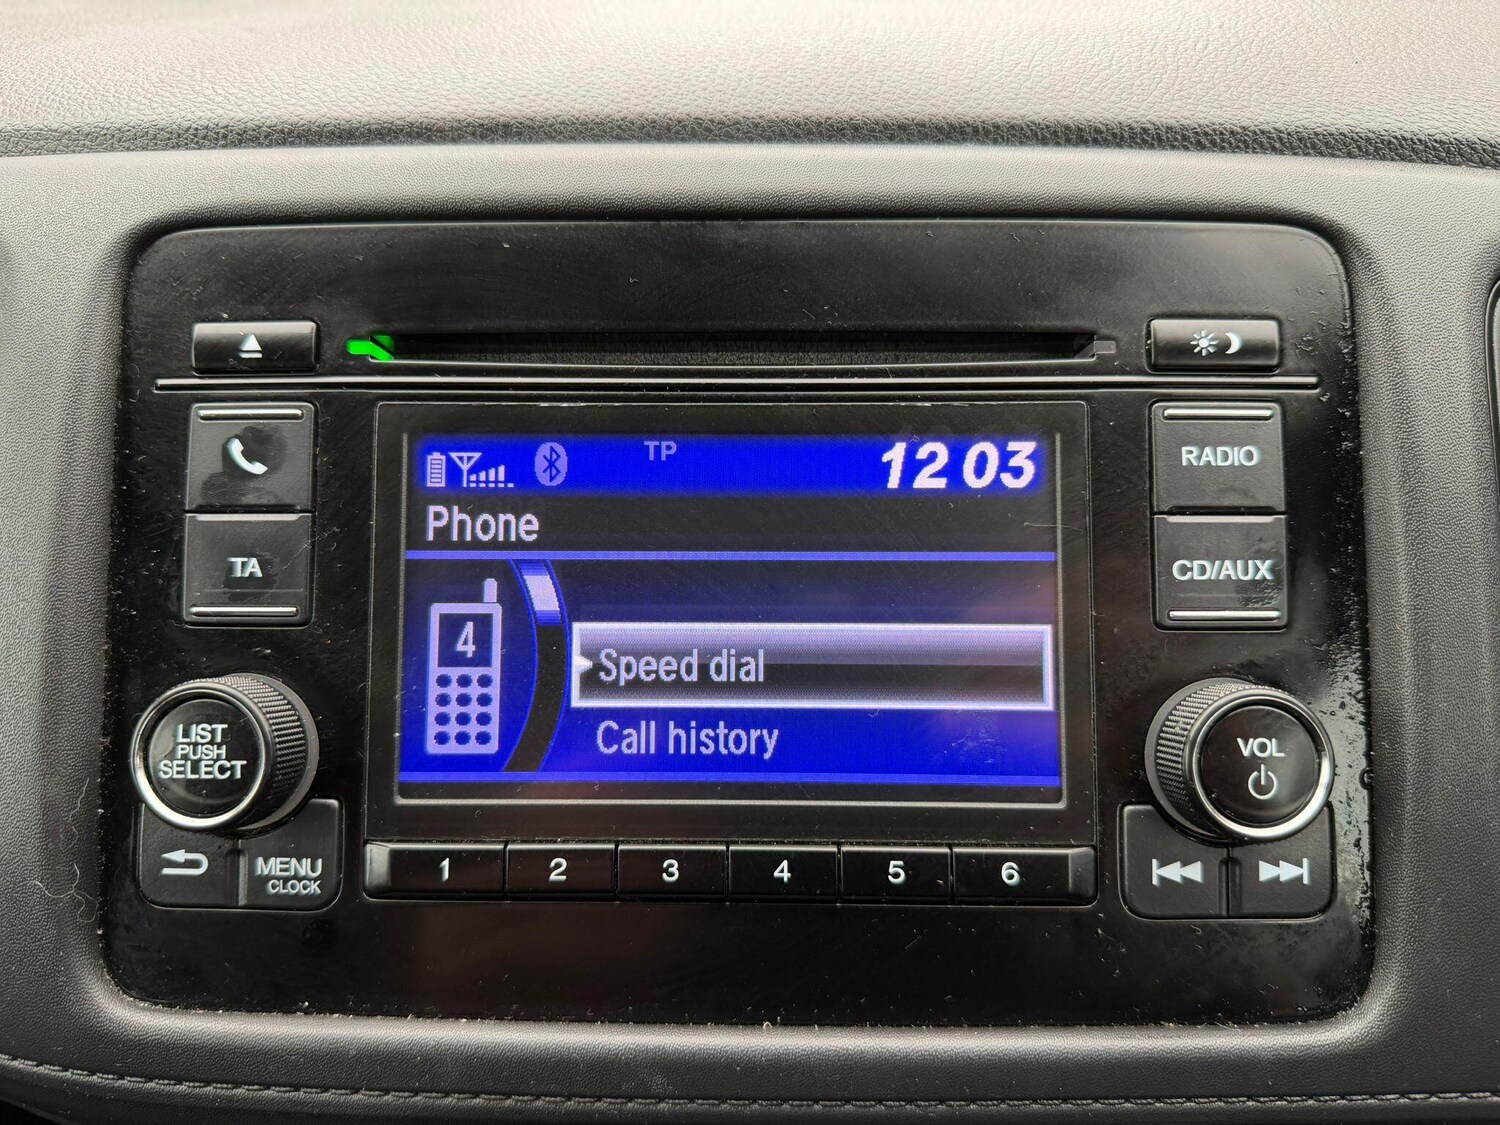 TP
12 03
Phone
4
Speed dial
Call history
TA
RADIO
CD/AUX
LIST
PUSH
SELECT
VOL
MENU
CLOCK
1 2 3 4 5 6